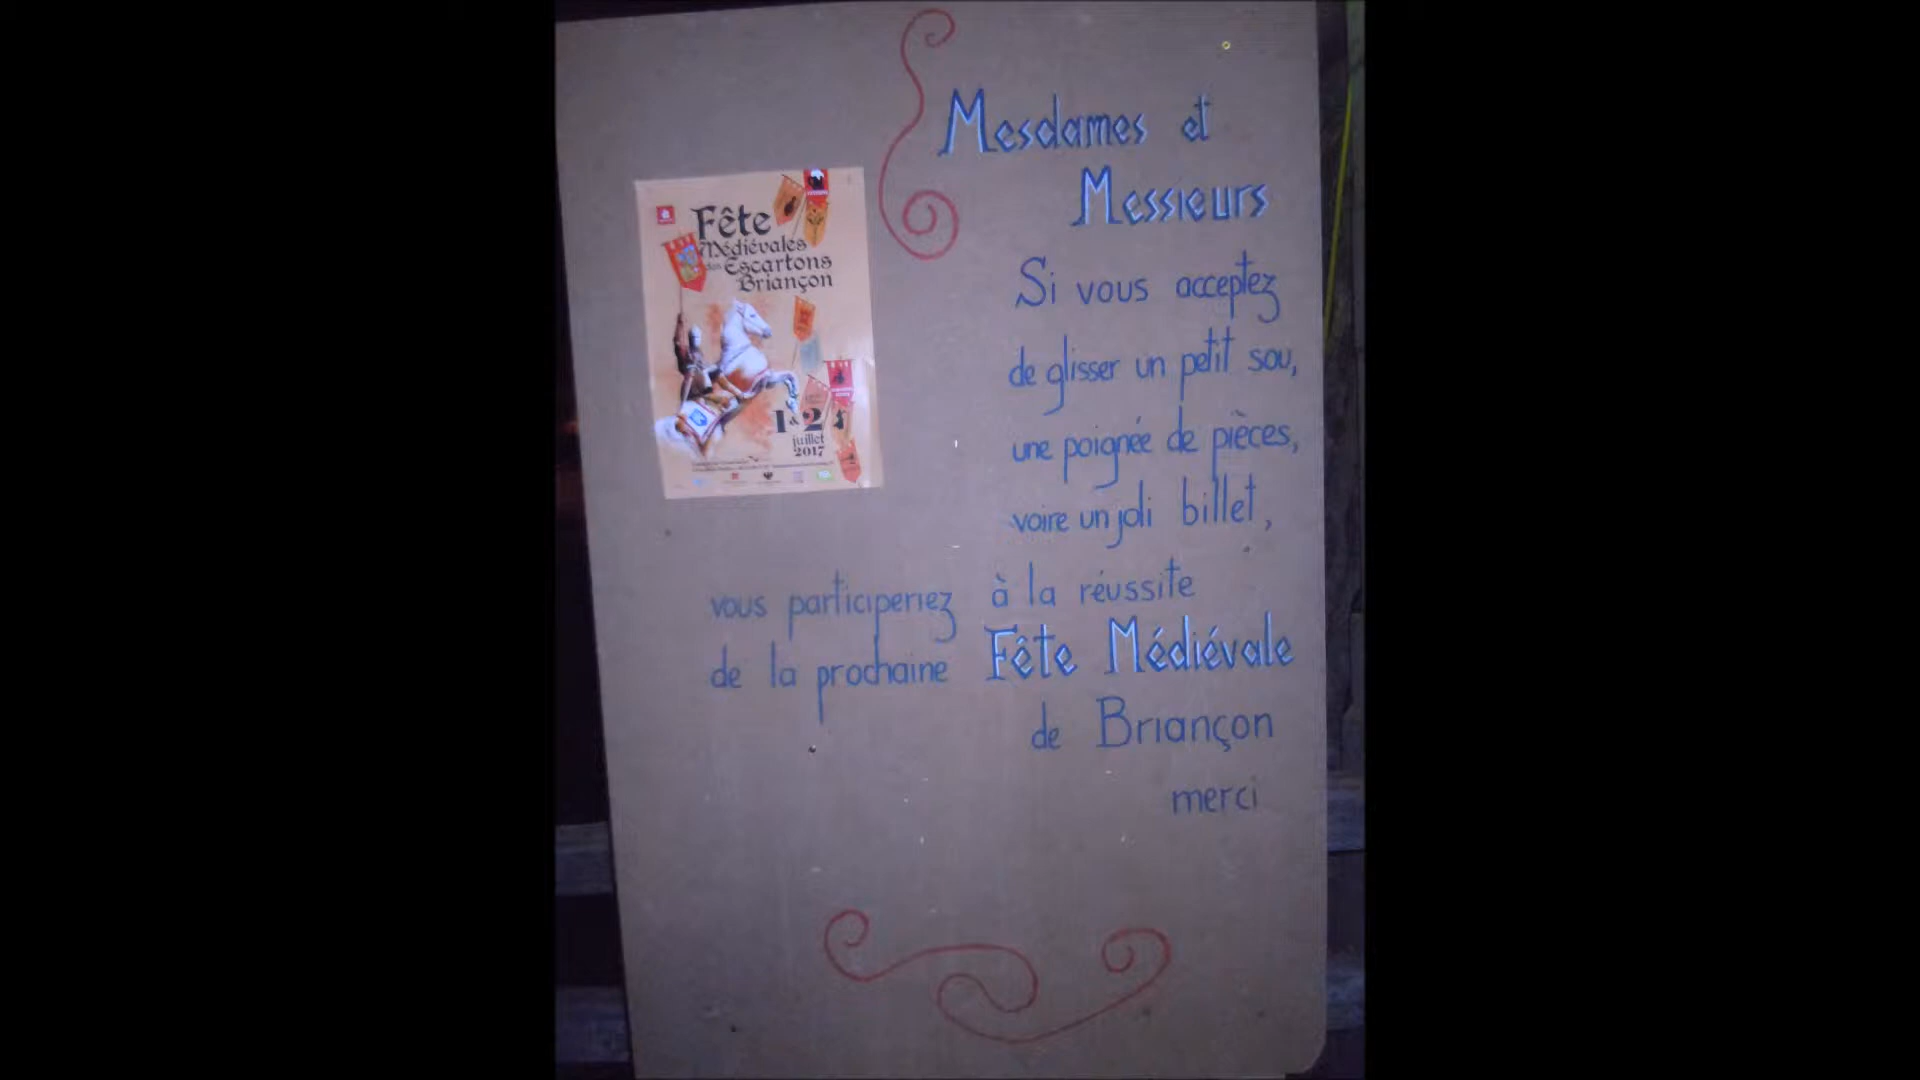 Mesdames et
Messieurs
Fête
Médiévales
des Escartons
Briançon
1 & 2
juillet
2017
Si vous acceptez
de glisser un petit sou,
une poignée de pièces,
voire un joli billet,
vous participeriez à la réussite
de la prochaine Fête Médiévale
de Briançon
merci